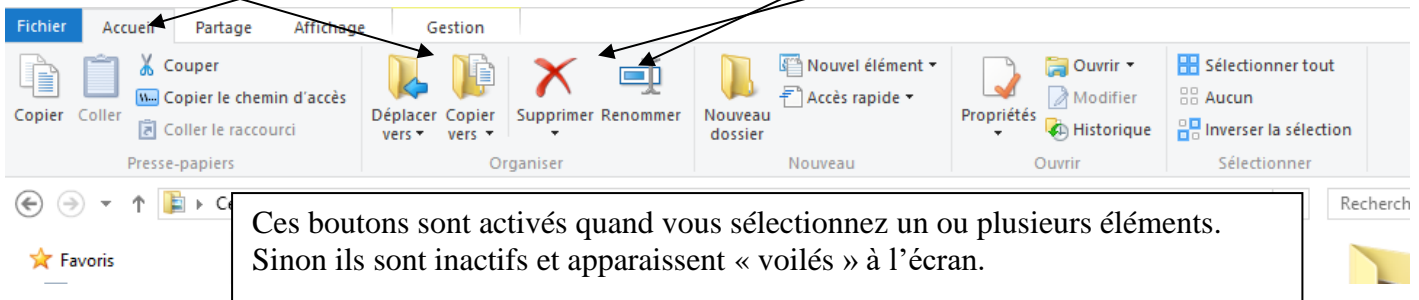 Fichier Accueil Partage Affichage Gestion
Couper
Copier le chemin d'accès
Coller le raccourci
Copier Coller
Presse-papiers
Déplacer vers Copier vers Supprimer Renommer
Organiser
Nouveau dossier
Nouvel élément
Accès rapide
Nouveau
Propriétés
Ouvrir
Modifier
Historique
Ouvrir
Sélectionner tout
Aucun
Inverser la sélection
Sélectionner
Ces boutons sont activés quand vous sélectionnez un ou plusieurs éléments.
Sinon ils sont inactifs et apparaissent « voilés » à l'écran.
Favoris